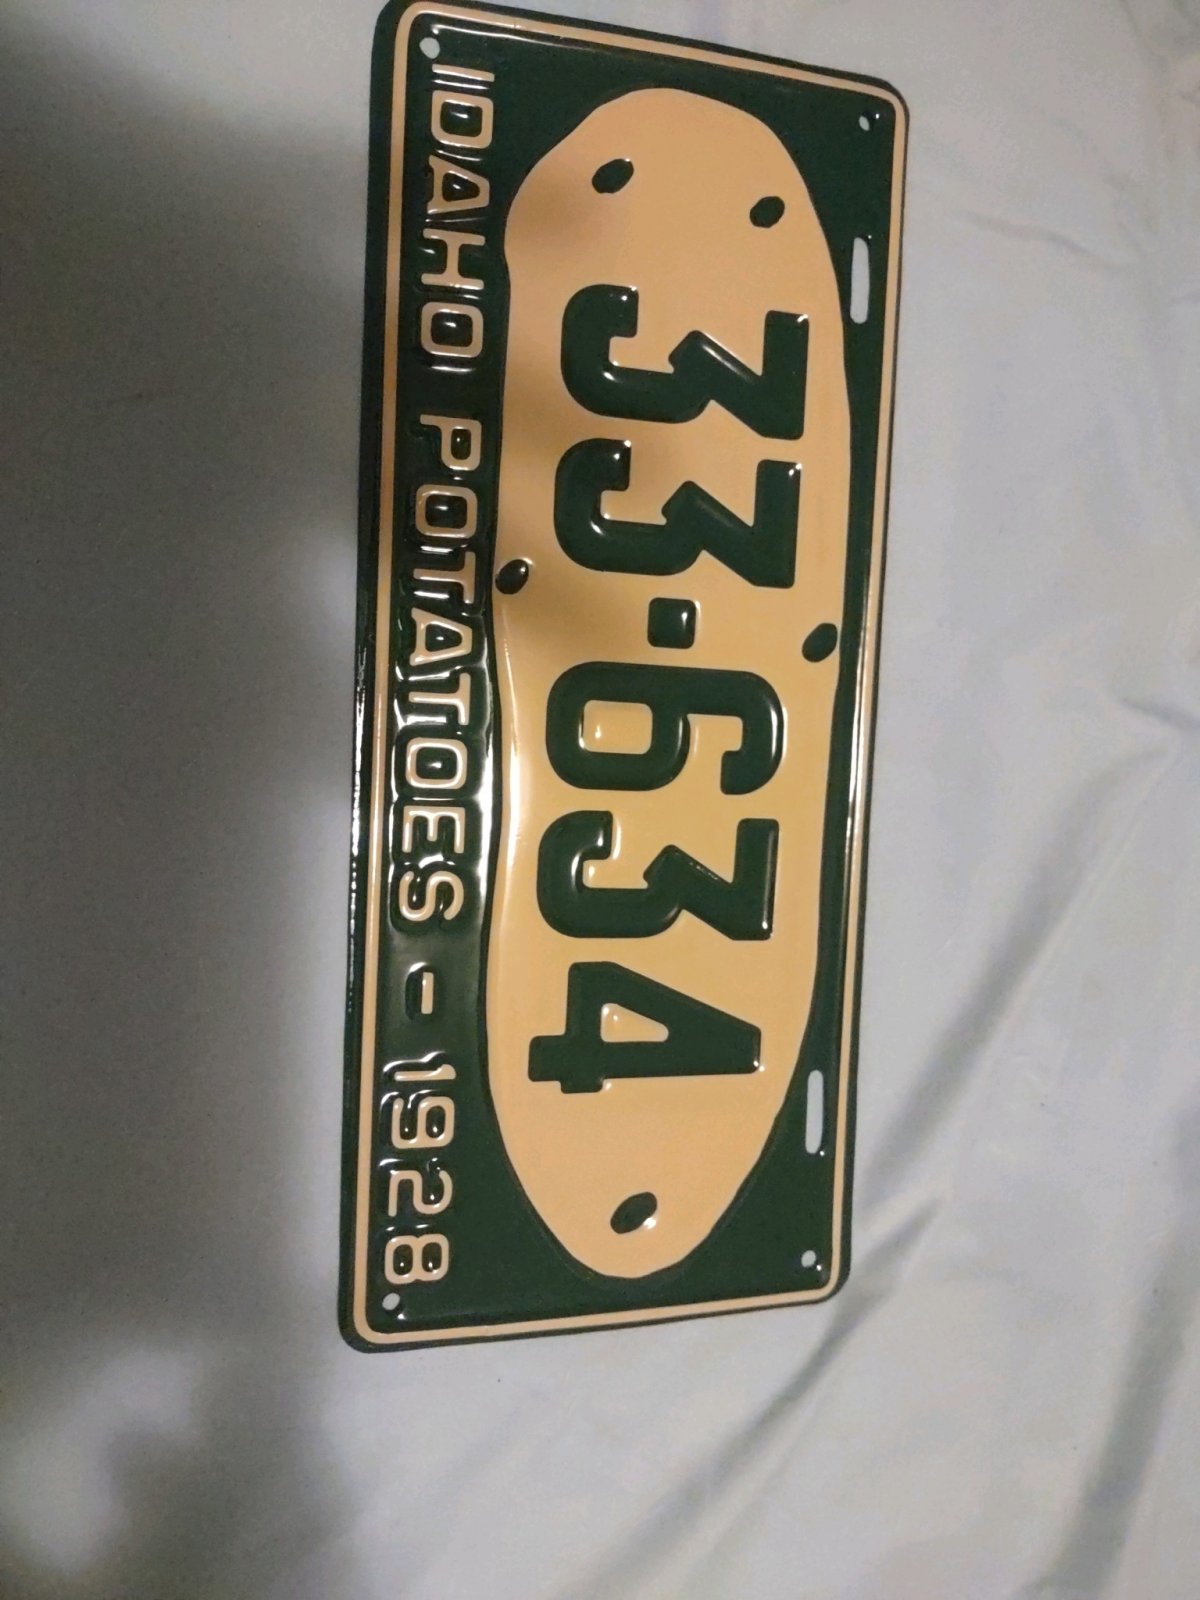 33·634
IDAHO POTATOES - 1928